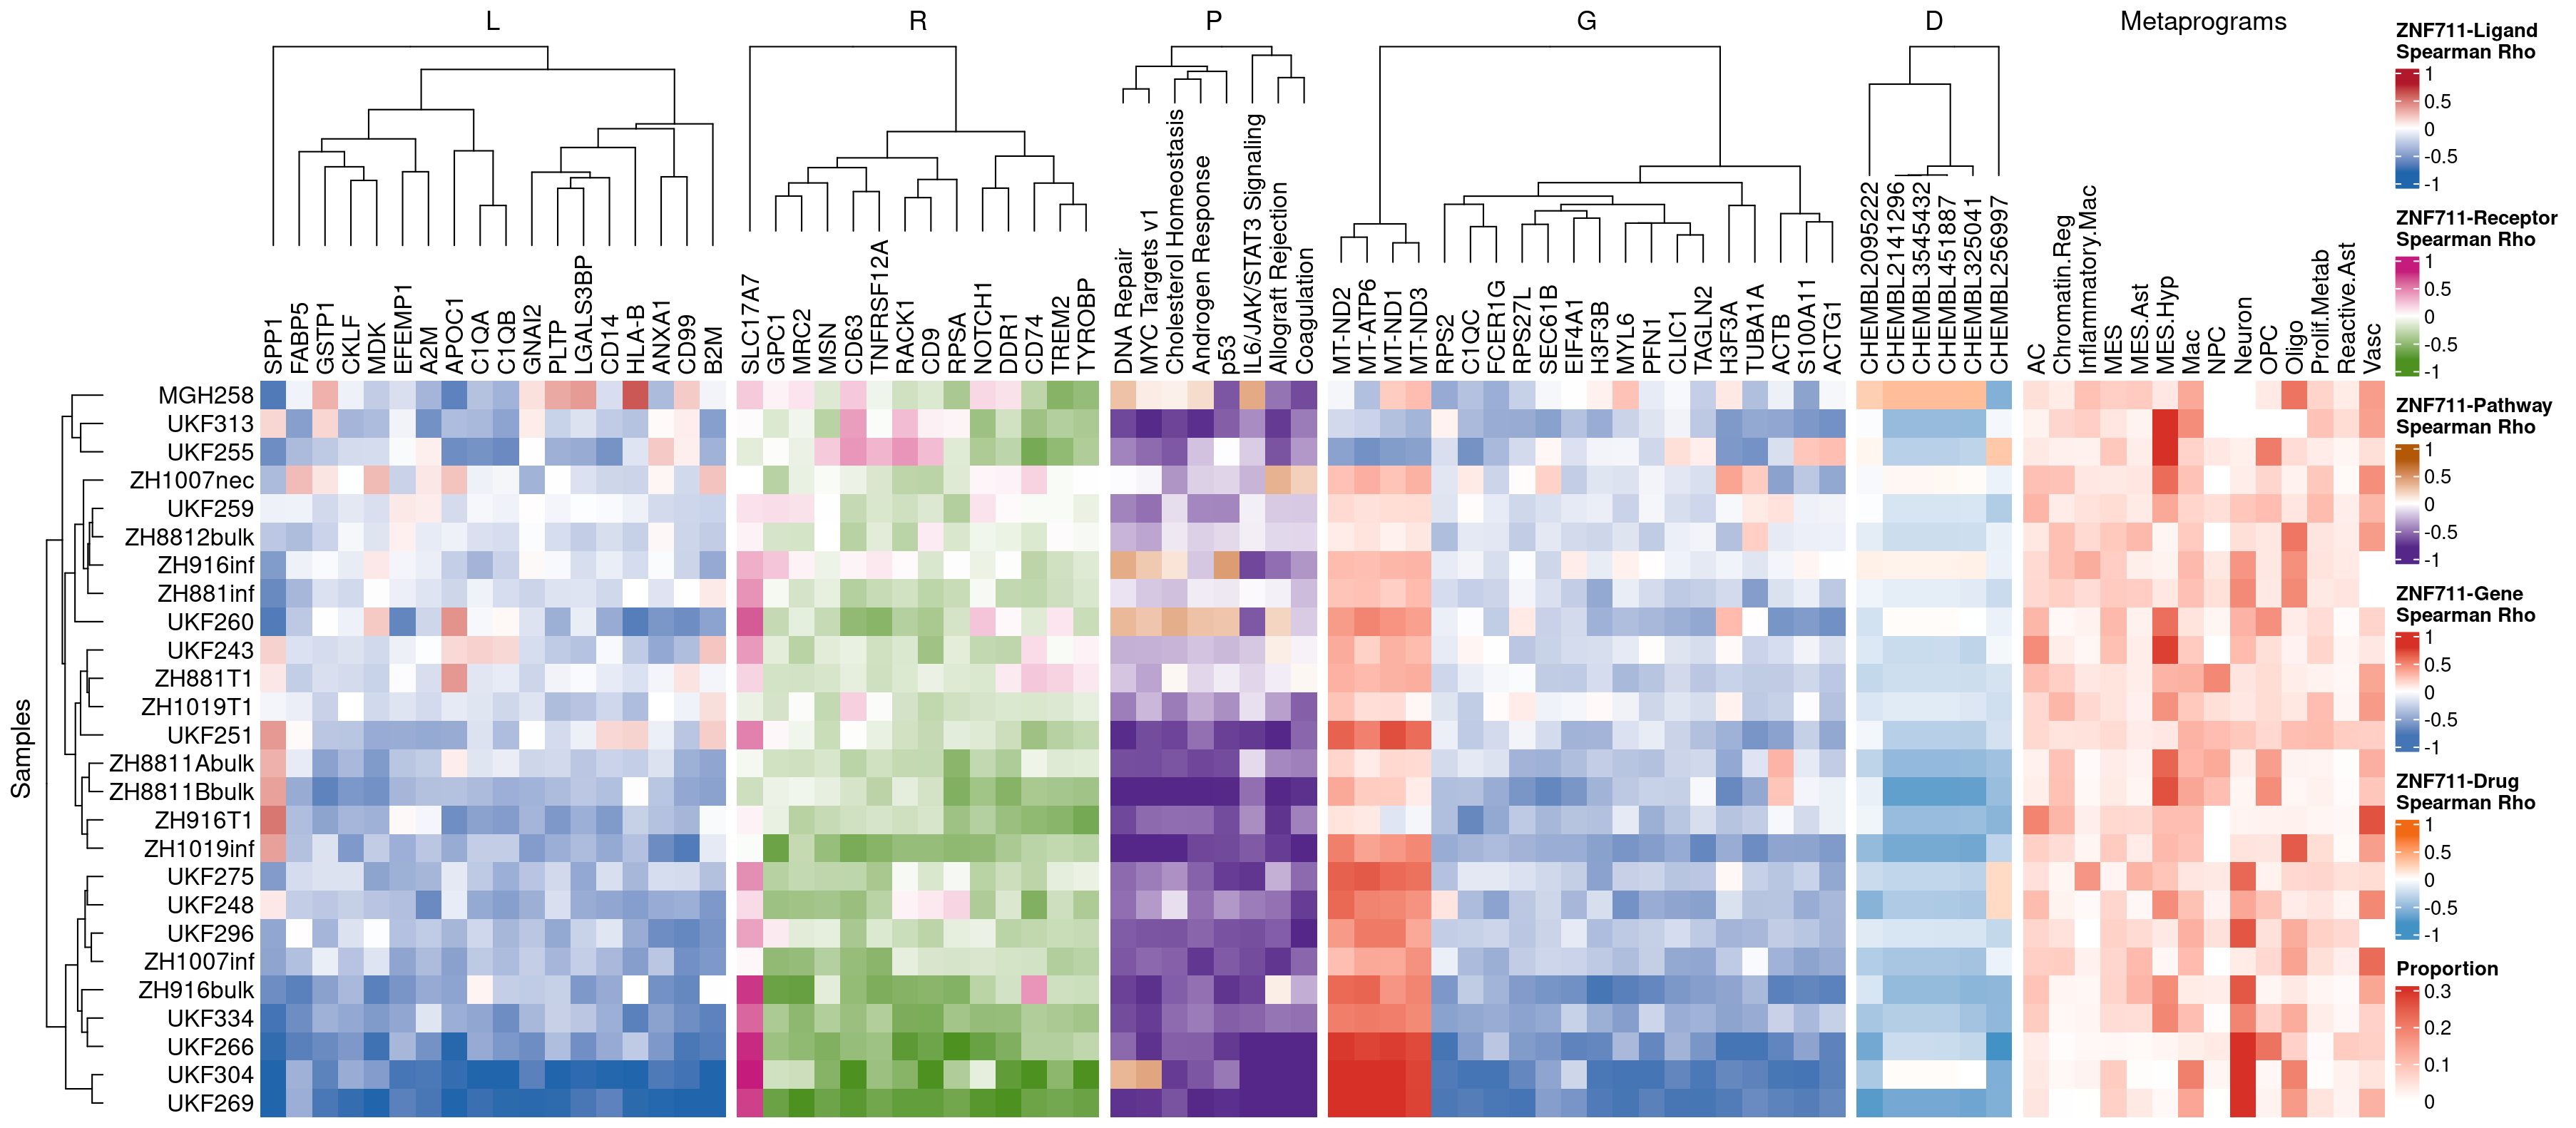 L
R
P
G
D
Metaprograms
SPP1
FABP5
GSTP1
CKLF
MDK
EFEMP1
A2M
APOC1
C1QA
C1QB
GNAI2
PLTP
LGALS3BP
CD14
HLA-B
ANXA1
CD99
B2M
SLC17A7
GPC1
MRC2
MSN
CD63
TNFRSF12A
RACK1
CD9
RPSA
NOTCH1
DDR1
CD74
TREM2
TYROBP
DNA Repair
MYC Targets v1
Cholesterol Homeostasis
Androgen Response
p53
IL6/JAK/STAT3 Signaling
Allograft Rejection
Coagulation
MT-ND2
MT-ATP6
MT-ND1
MT-ND3
RPS2
C1QC
FCER1G
RPS27L
SEC61B
EIF4A1
H3F3B
MYL6
PFN1
CLIC1
TAGLN2
H3F3A
TUBA1A
ACTB
S100A11
ACTG1
CHEMBL2095222
CHEMBL2141296
CHEMBL3545432
CHEMBL451887
CHEMBL325041
CHEMBL256997
AC
Chromatin.Reg
Inflammatory.Mac
MES
MES.Ast
MES.Hyp
Mac
NPC
Neuron
OPC
Oligo
Prolif.Metab
Reactive.Ast
Vasc
Samples
MGH258
UKF313
UKF255
ZH1007nec
UKF259
ZH8812bulk
ZH916inf
ZH881inf
UKF260
UKF243
ZH881T1
ZH1019T1
UKF251
ZH8811Abulk
ZH8811Bbulk
ZH916T1
ZH1019inf
UKF275
UKF248
UKF296
ZH1007inf
ZH916bulk
UKF334
UKF266
UKF304
UKF269
ZNF711-Ligand
Spearman Rho
1
0.5
0
-0.5
-1
ZNF711-Receptor
Spearman Rho
1
0.5
0
-0.5
-1
ZNF711-Pathway
Spearman Rho
1
0.5
0
-0.5
-1
ZNF711-Gene
Spearman Rho
1
0.5
0
-0.5
-1
ZNF711-Drug
Spearman Rho
1
0.5
0
-0.5
-1
Proportion
0.3
0.2
0.1
0